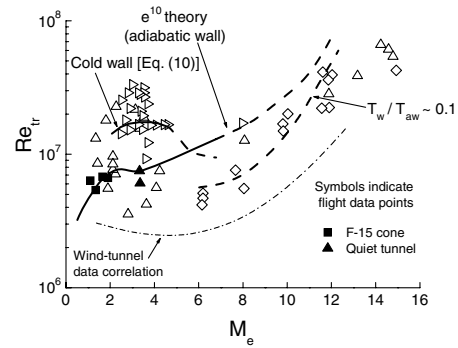 10^8
e^10 theory
(adiabatic wall)
Cold wall [Eq. (10)]
Re_tr
10^7
T_w / T_aw ~ 0.1
Symbols indicate
flight data points
F-15 cone
Quiet tunnel
Wind-tunnel
data correlation
10^6
0 2 4 6 8 10 12 14 16
M_e